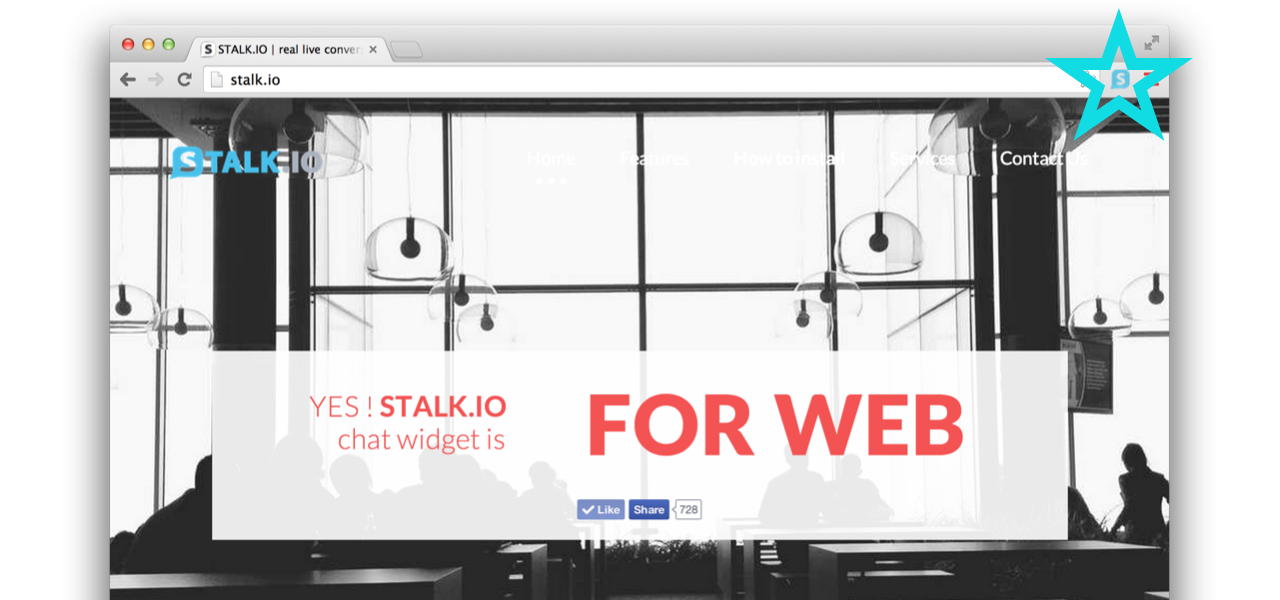 STALK.IO | real live conver
stalk.io
STALK.IO
Home
Features
How to install
Services
Contact Us
YES ! STALK.IO
chat widget is
FOR WEB
Like
Share
728